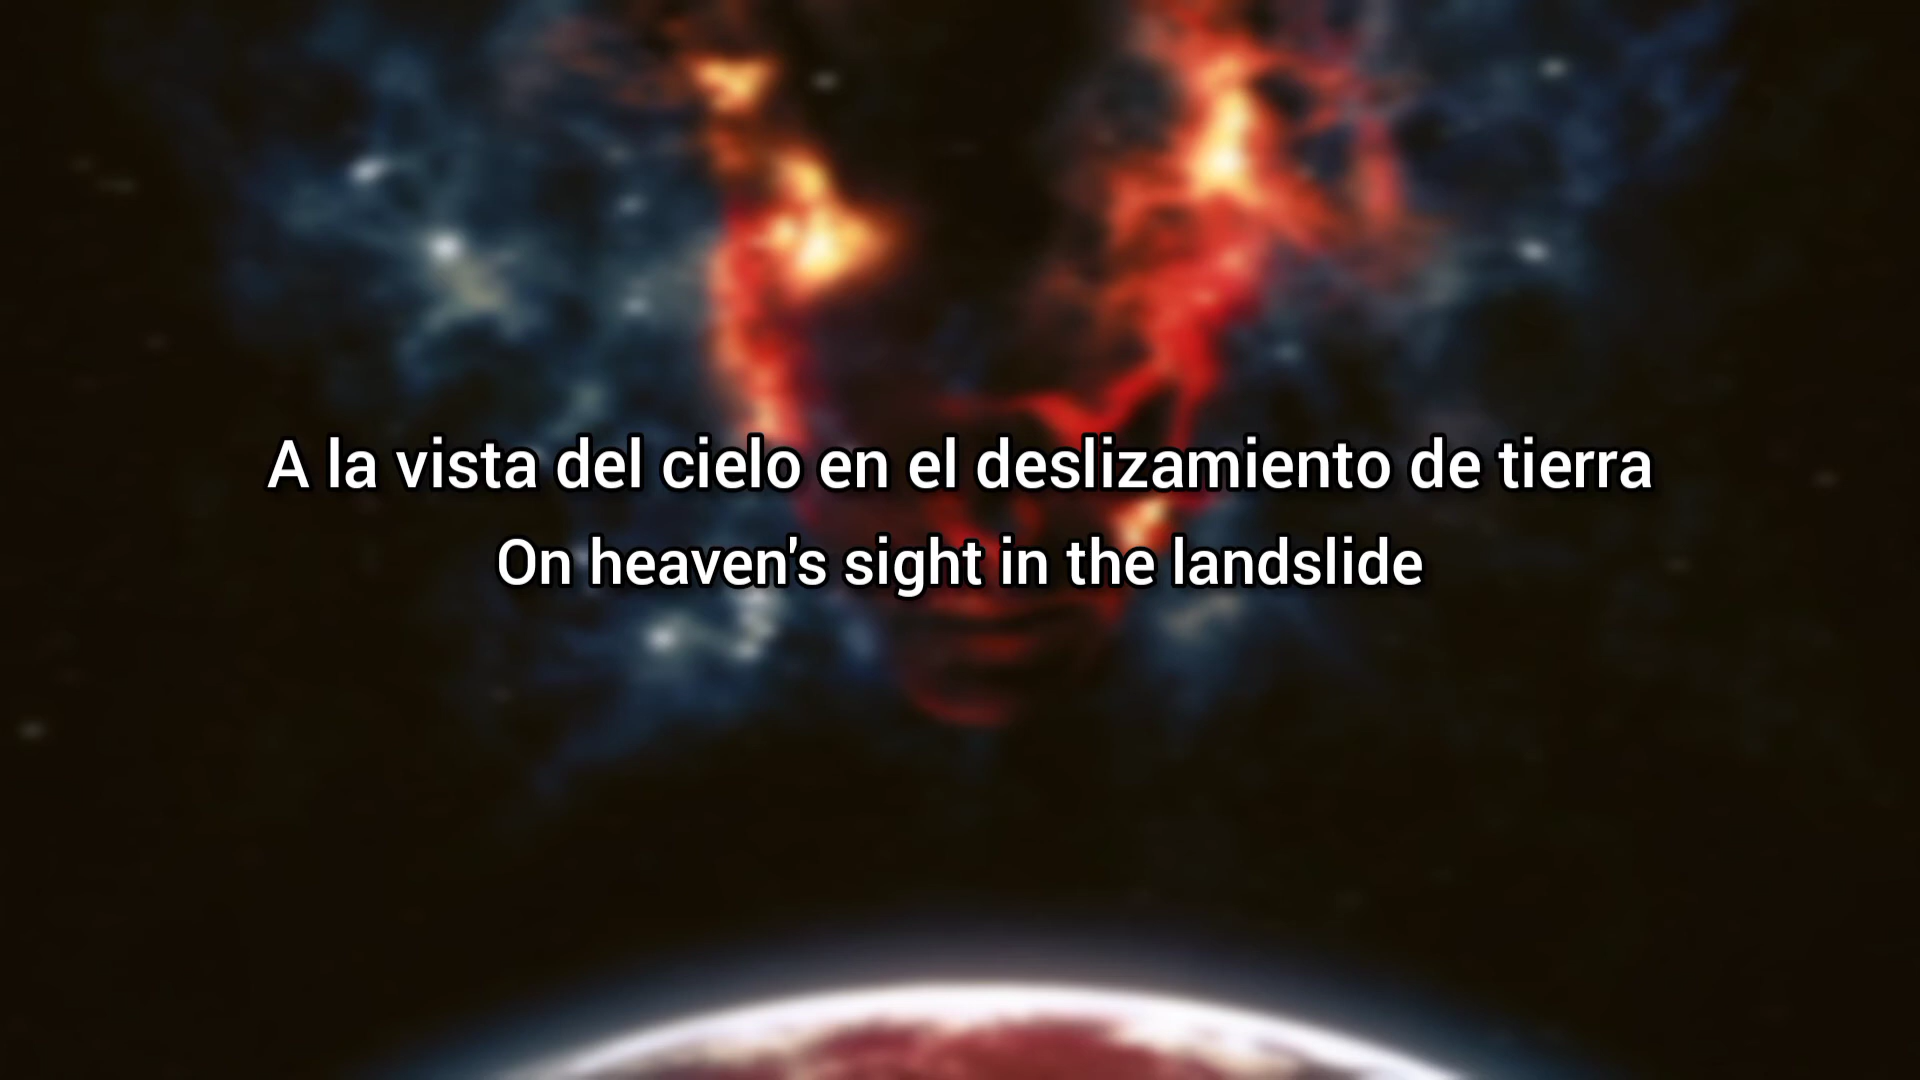 A la vista del cielo en el deslizamiento de tierra
On heaven's sight in the landslide